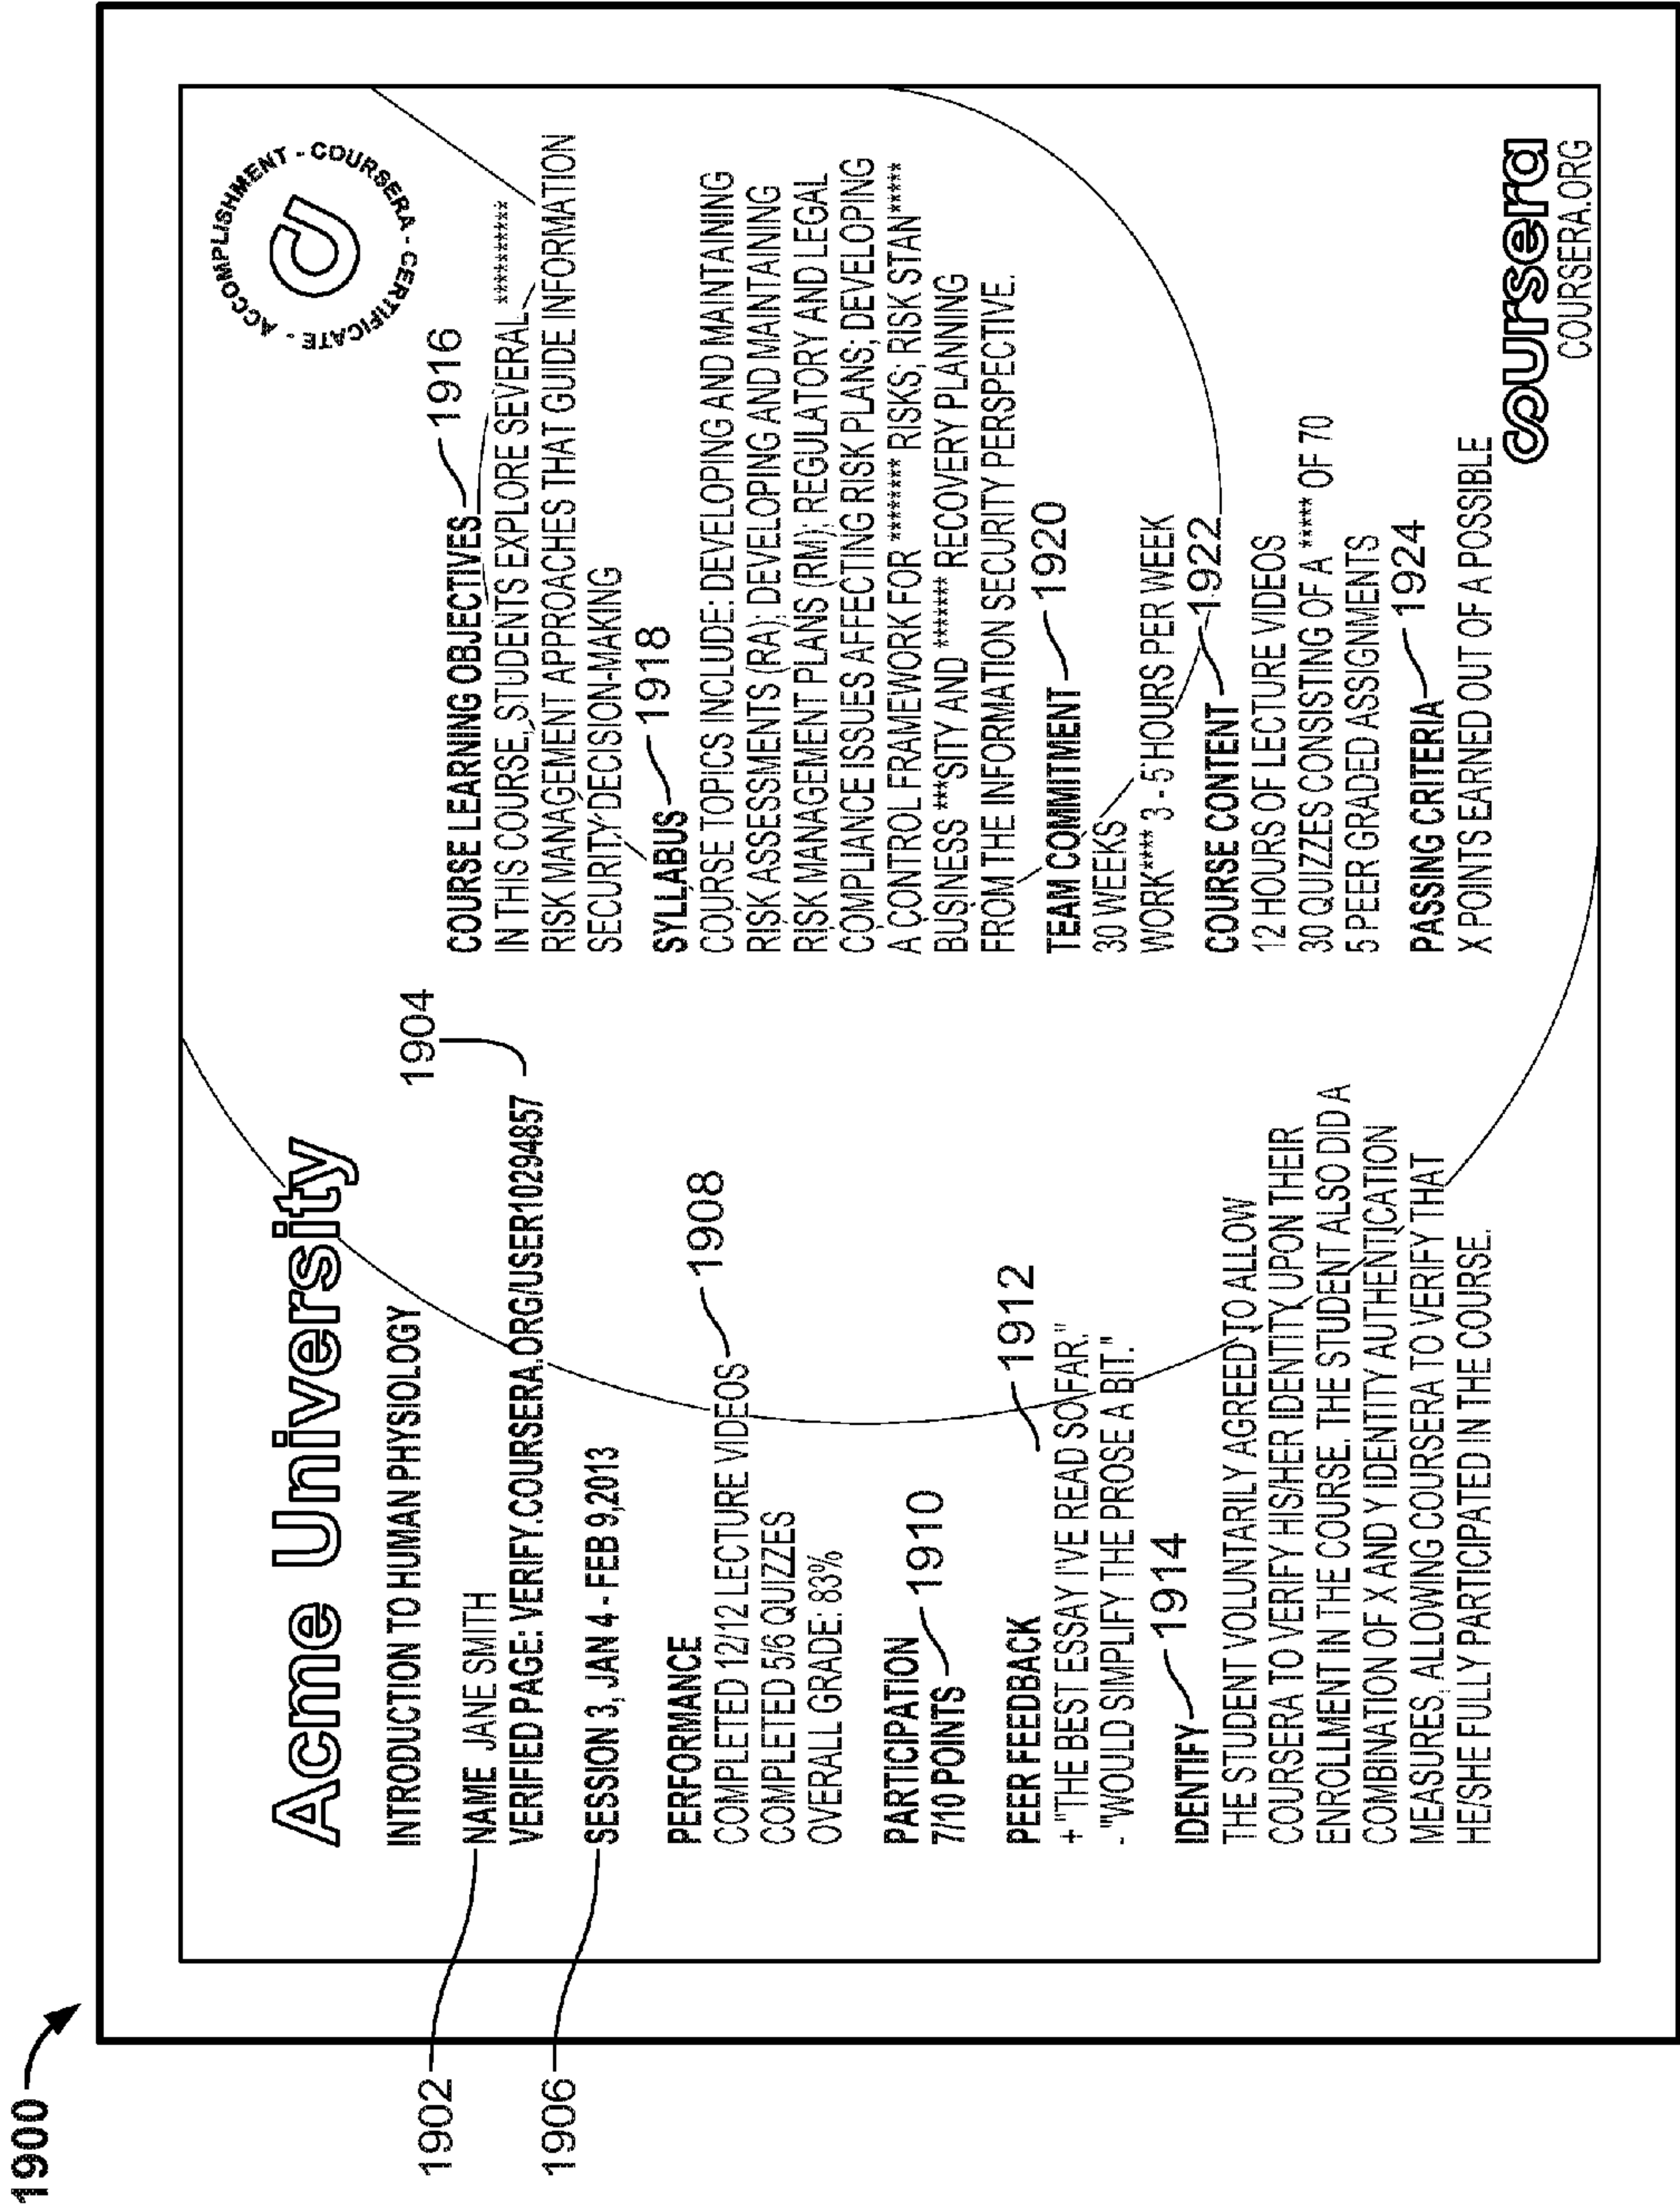 1900
Acme University
INTRODUCTION TO HUMAN PHYSIOLOGY
1902
NAME JANE SMITH
VERIFIED PAGE: VERIFY.COURSERA.ORG/USER10294857
1904
1906
SESSION 3, JAN 4 - FEB 9,2013
PERFORMANCE
COMPLETED 12/12 LECTURE VIDEOS
1908
COMPLETED 5/6 QUIZZES
OVERALL GRADE: 83%
PARTICIPATION
7/10 POINTS
1910
PEER FEEDBACK
1912
+ "THE BEST ESSAY I'VE READ SO FAR."
- "WOULD SIMPLIFY THE PROSE A BIT."
IDENTIFY
1914
THE STUDENT VOLUNTARILY AGREED TO ALLOW
COURSERA TO VERIFY HIS/HER IDENTITY UPON THEIR
ENROLLMENT IN THE COURSE. THE STUDENT ALSO DID A
COMBINATION OF X AND Y IDENTITY AUTHENTICATION
MEASURES, ALLOWING COURSERA TO VERIFY THAT
HE/SHE FULLY PARTICIPATED IN THE COURSE.
COURSERA - CERTIFICATE - ACCOMPLISHMENT -
COURSE LEARNING OBJECTIVES
1916
IN THIS COURSE, STUDENTS EXPLORE SEVERAL **********
RISK MANAGEMENT APPROACHES THAT GUIDE INFORMATION
SECURITY DECISION-MAKING
SYLLABUS
1918
COURSE TOPICS INCLUDE: DEVELOPING AND MAINTAINING
RISK ASSESSMENTS (RA); DEVELOPING AND MAINTAINING
RISK MANAGEMENT PLANS (RM); REGULATORY AND LEGAL
COMPLIANCE ISSUES AFFECTING RISK PLANS; DEVELOPING
A CONTROL FRAMEWORK FOR ******** RISKS; RISK STAN*****
BUSINESS ***SITY AND ******* RECOVERY PLANNING
FROM THE INFORMATION SECURITY PERSPECTIVE.
TEAM COMMITMENT
1920
30 WEEKS
WORK**** 3 - 5 HOURS PER WEEK
COURSE CONTENT
1922
12 HOURS OF LECTURE VIDEOS
30 QUIZZES CONSISTING OF A ***** OF 70
5 PEER GRADED ASSIGNMENTS
PASSING CRITERIA
1924
X POINTS EARNED OUT OF A POSSIBLE
coursera
COURSERA.ORG